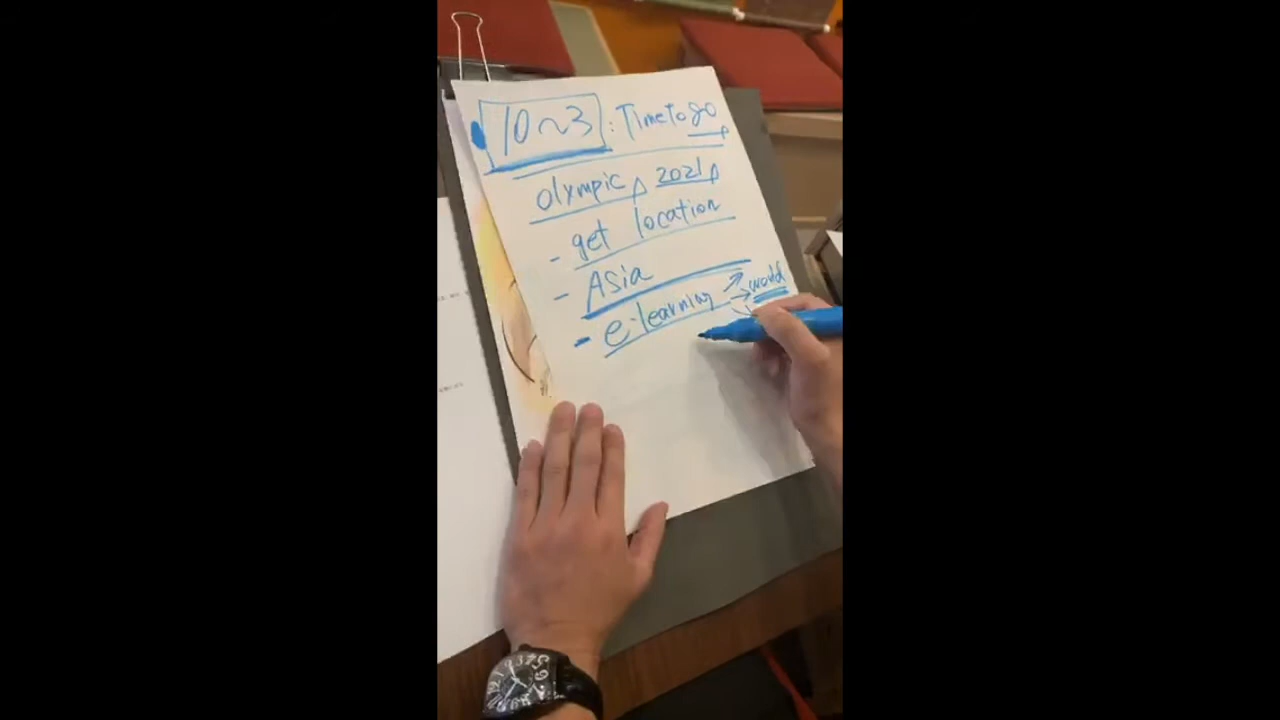 10~3 : Time To go
Olympic 2021
- get location
- Asia
- e-learning → world